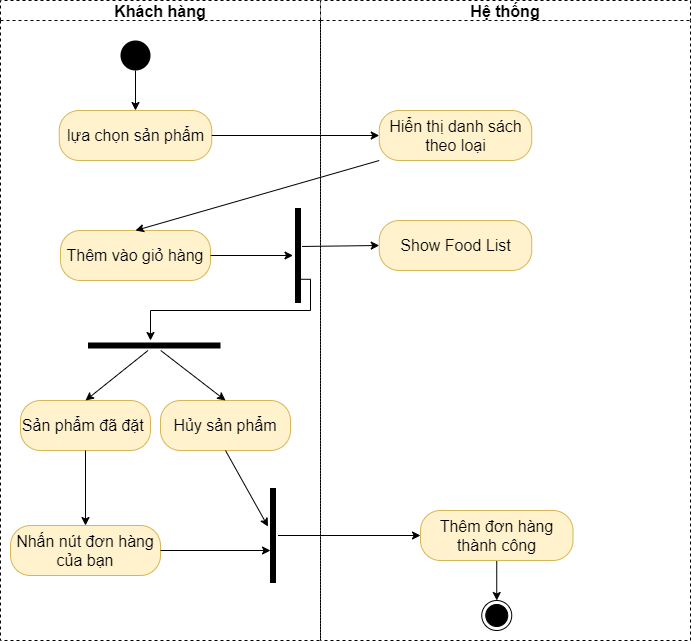 Khách hàng
Hệ thống
lựa chọn sản phẩm
Hiển thị danh sách
theo loại
Thêm vào giỏ hàng
Show Food List
Sản phẩm đã đặt
Hủy sản phẩm
Nhấn nút đơn hàng
của bạn
Thêm đơn hàng
thành công